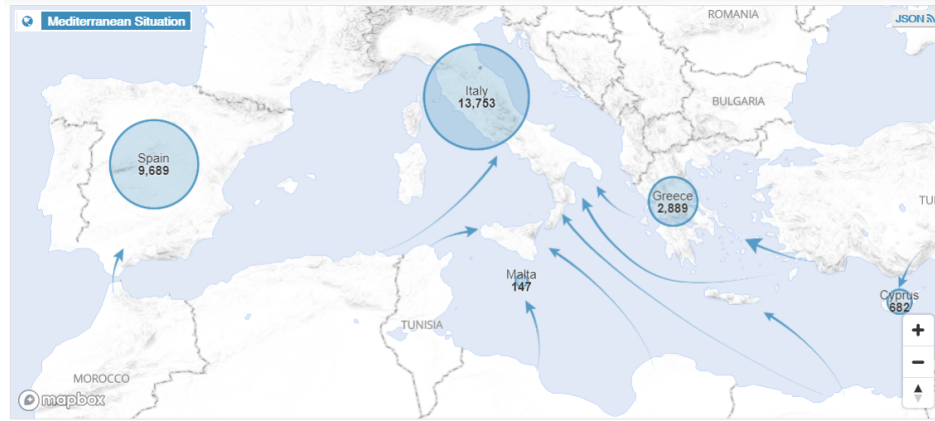 Mediterranean Situation
JSON
ROMANIA
Italy
13,753
BULGARIA
Spain
9,689
Greece
2,889
Malta
147
Cyprus
682
TUNISIA
MOROCCO
mapbox
+
−